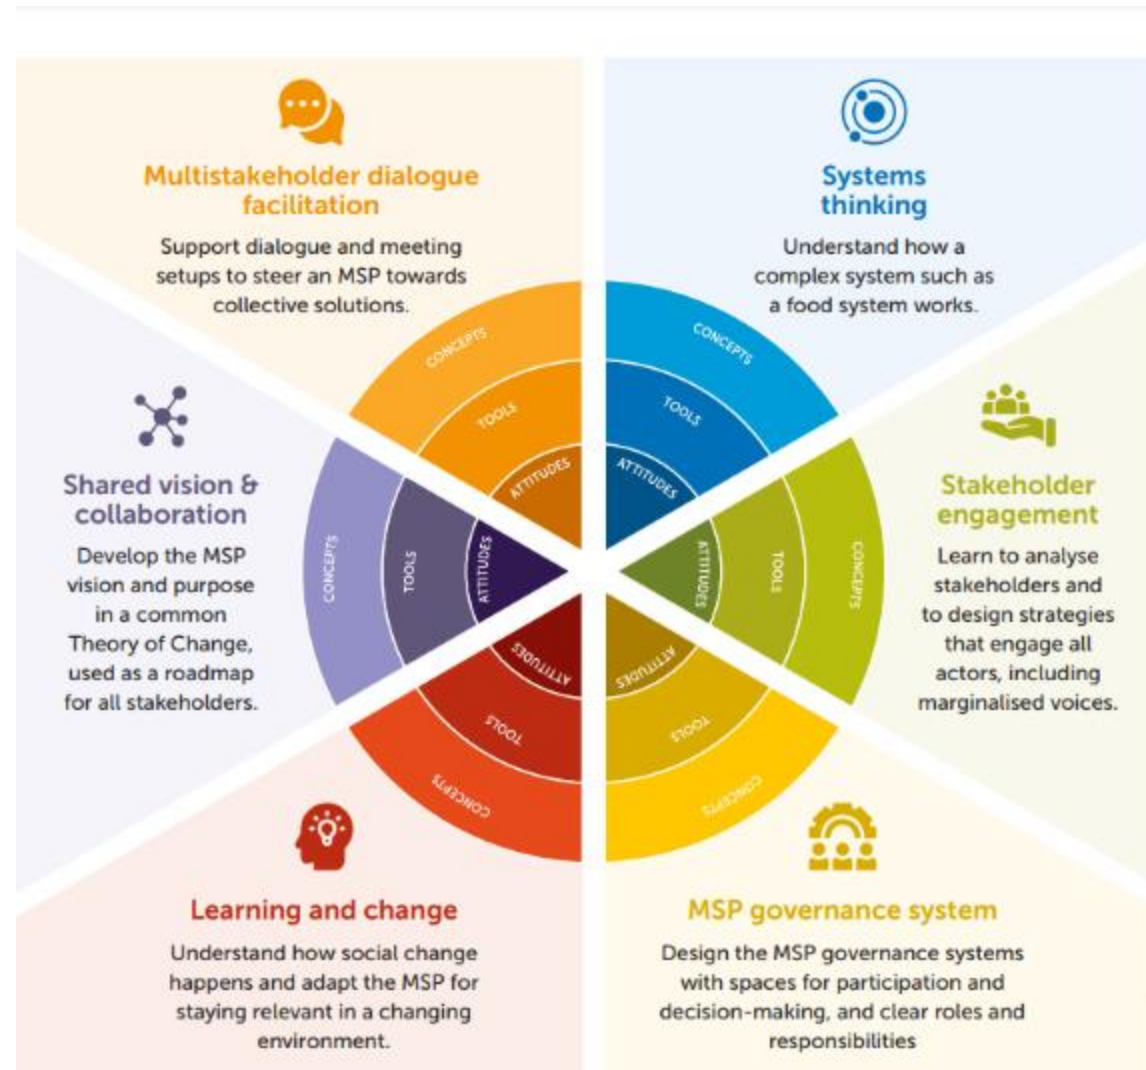 Multistakeholder dialogue
facilitation
Support dialogue and meeting
setups to steer an MSP towards
collective solutions.
CONCEPTS
TOOLS
ATTITUDES
Systems
thinking
Understand how a
complex system such as
a food system works.
CONCEPTS
TOOLS
ATTITUDES
Stakeholder
engagement
Learn to analyse
stakeholders and
to design strategies
that engage all
actors, including
marginalised voices.
ATTITUDES
TOOLS
CONCEPTS
MSP governance system
Design the MSP governance systems
with spaces for participation and
decision-making, and clear roles and
responsibilities
ATTITUDES
TOOLS
CONCEPTS
Learning and change
Understand how social change
happens and adapt the MSP for
staying relevant in a changing
environment.
ATTITUDES
TOOLS
CONCEPTS
Shared vision &
collaboration
Develop the MSP
vision and purpose
in a common
Theory of Change,
used as a roadmap
for all stakeholders.
CONCEPTS
TOOLS
ATTITUDES